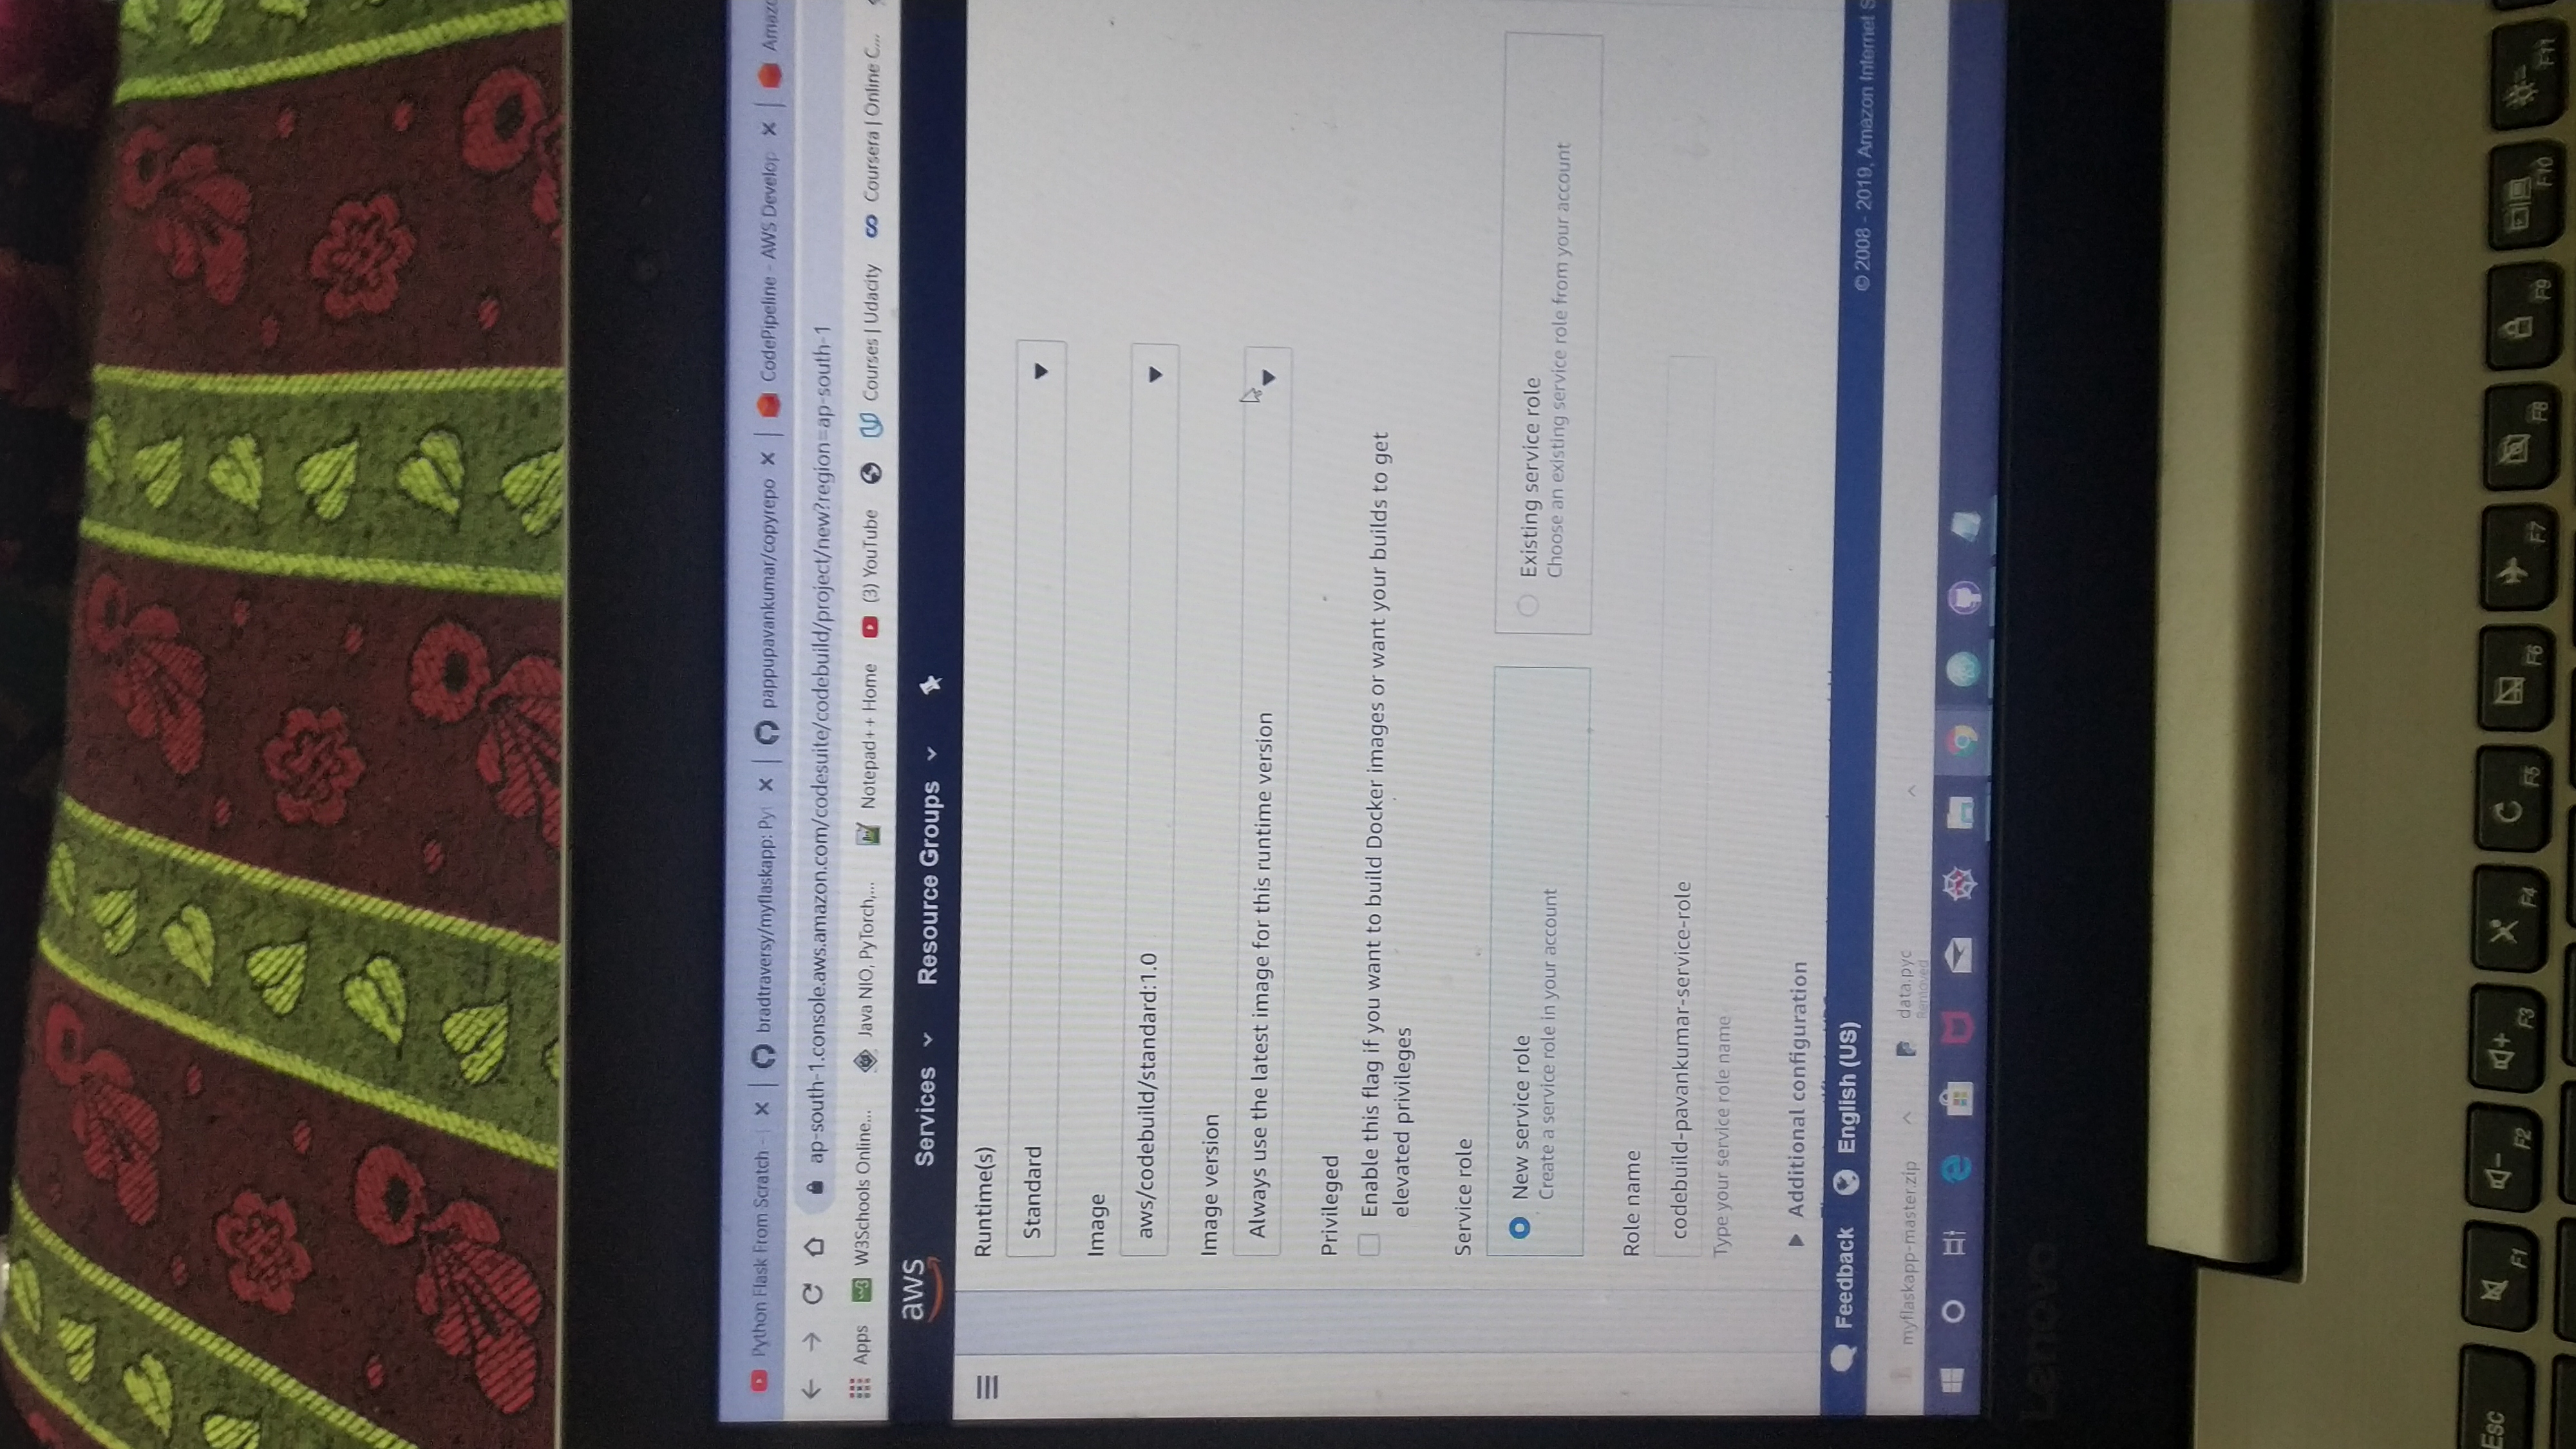 Python Flask From Scratch -
bradtraversy/myflaskapp: Py
pappupavankumar/copyrepo
CodePipeline - AWS Develop
Amazo
ap-south-1.console.aws.amazon.com/codesuite/codebuild/project/new?region=ap-south-1
Apps
W3Schools Online...
Java NIO, PyTorch,...
Notepad++ Home
(3) YouTube
Courses | Udacity
Coursera | Online C...
aws
Services
Resource Groups
Runtime(s)
Standard
Image
aws/codebuild/standard:1.0
Image version
Always use the latest image for this runtime version
Privileged
Enable this flag if you want to build Docker images or want your builds to get
elevated privileges
Service role
New service role
Create a service role in your account
Existing service role
Choose an existing service role from your account
Role name
codebuild-pavankumar-service-role
Type your service role name
Additional configuration
Feedback
English (US)
© 2008 - 2019, Amazon Internet S
myflaskapp-master.zip
data.pyc
Removed
Lenovo
Esc
F1
F2
F3
F4
F5
F6
F7
F8
F9
F10
F11